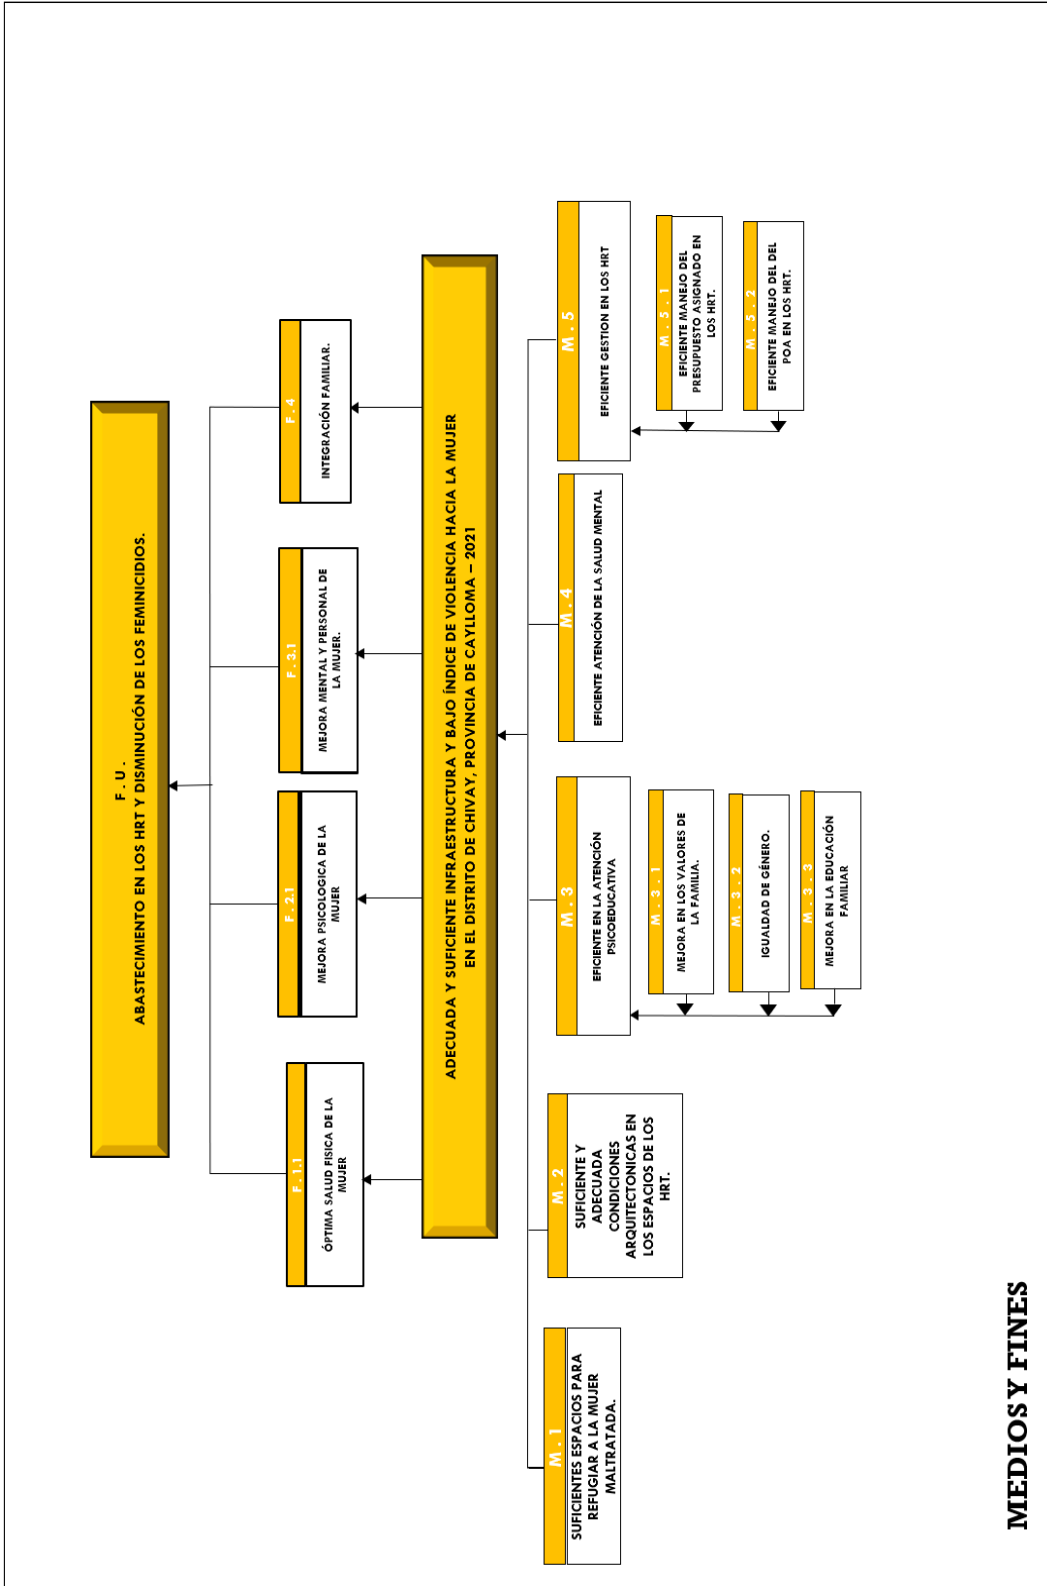 F . U .
ABASTECIMIENTO EN LOS HRT Y DISMINUCIÓN DE LOS FEMINICIDIOS.
F . 1.1
ÓPTIMA SALUD FISICA DE LA
MUJER
F . 2.1
MEJORA PSICOLOGICA DE LA
MUJER
F . 3.1
MEJORA MENTAL Y PERSONAL DE
LA MUJER.
F . 4
INTEGRACIÓN FAMILIAR.
ADECUADA Y SUFICIENTE INFRAESTRUCTURA Y BAJO ÍNDICE DE VIOLENCIA HACIA LA MUJER
EN EL DISTRITO DE CHIVAY, PROVINCIA DE CAYLLOMA – 2021
M . 1
SUFICIENTES ESPACIOS PARA
REFUGIAR A LA MUJER
MALTRATADA.
M . 2
SUFICIENTE Y
ADECUADA
CONDICIONES
ARQUITECTONICAS EN
LOS ESPACIOS DE LOS
HRT.
M . 3
EFICIENTE EN LA ATENCIÓN
PSICOEDUCATIVA
M . 3 . 1
MEJORA EN LOS VALORES DE
LA FAMILIA.
M . 3 . 2
IGUALDAD DE GÉNERO.
M . 3 . 3
MEJORA EN LA EDUCACIÓN
FAMILIAR
M . 4
EFICIENTE ATENCIÓN DE LA SALUD MENTAL
M . 5
EFICIENTE GESTION EN LOS HRT
M . 5 . 1
EFICIENTE MANEJO DEL
PRESUPUESTO ASIGNADO EN
LOS HRT.
M . 5 . 2
EFICIENTE MANEJO DEL DEL
POA EN LOS HRT.
MEDIOS Y FINES